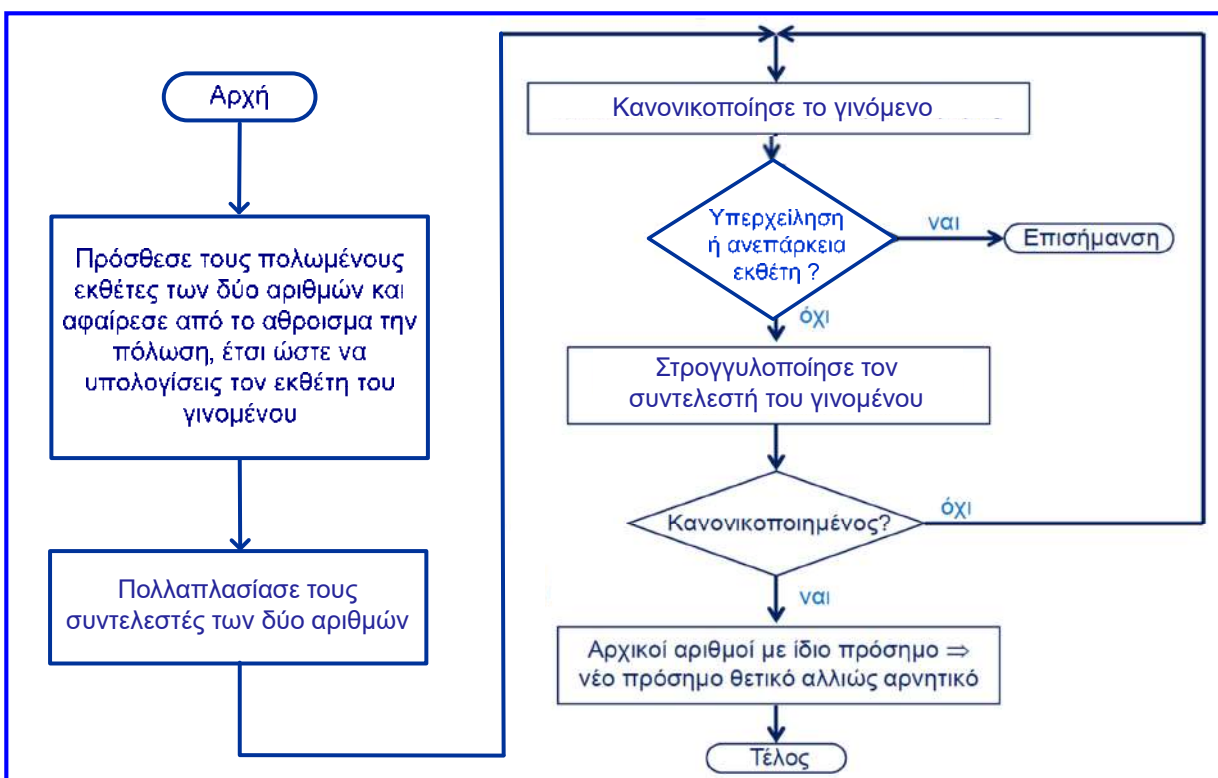 Αρχή
Πρόσθεσε τους πολωμένους
εκθέτες των δύο αριθμών και
αφαίρεσε από το αθροισμα την
πόλωση, έτσι ώστε να
υπολογίσεις τον εκθέτη του
γινομένου
Πολλαπλασίασε τους
συντελεστές των δύο αριθμών
Κανονικοποίησε το γινόμενο
Υπερχείληση
ή ανεπάρκεια
εκθέτη ?
ναι
Επισήμανση
όχι
Στρογγυλοποίησε τον
συντελεστή του γινομένου
Κανονικοποιημένος?
όχι
ναι
Αρχικοί αριθμοί με ίδιο πρόσημο ⇒
νέο πρόσημο θετικό αλλιώς αρνητικό
Τέλος